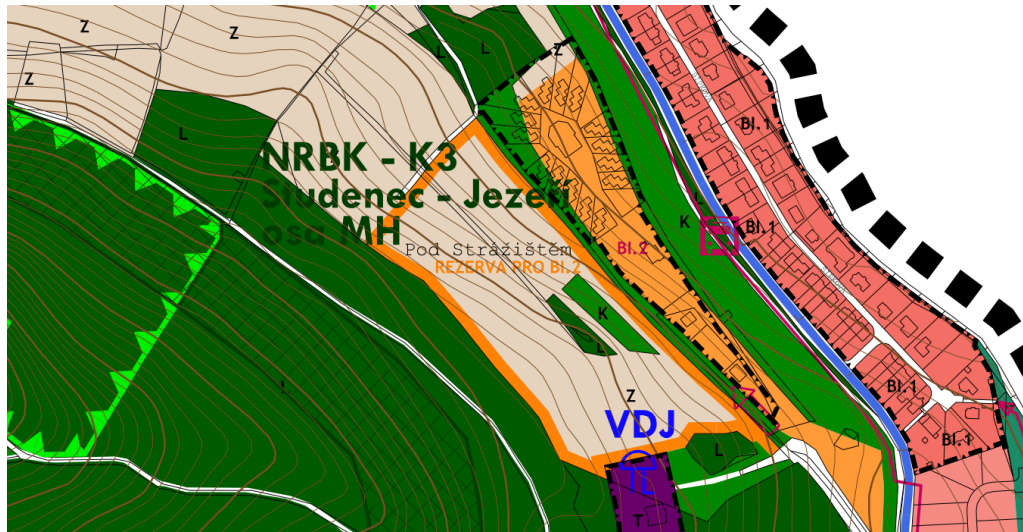 Z
Z
Z
L
L
L
Z
NRBK - K3
Studenec - Jezeří
osa MH
Pod Strážištěm
REZERVA PRO BI.2
BI.2
K
BI.1
BI.1
K
L
L
Z
VDJ
L
T
BI.1
BI.1